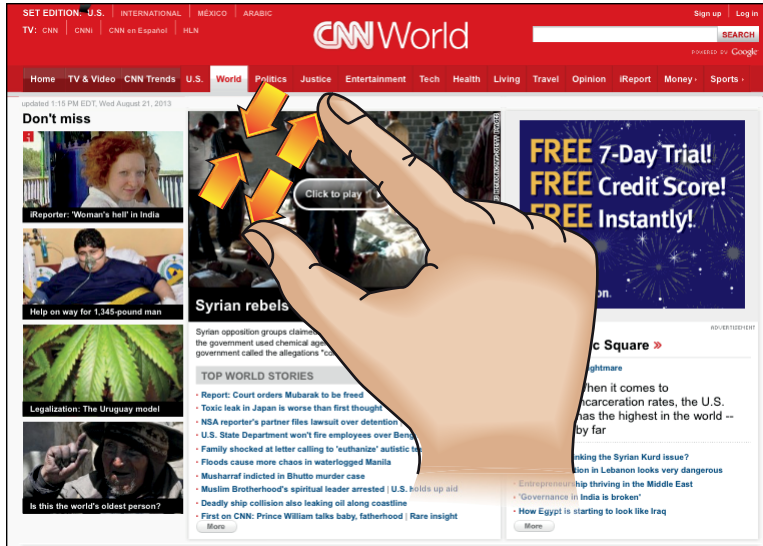 SET EDITION: U.S. | INTERNATIONAL | MÉXICO | ARABIC
Sign up | Log in
TV: CNN | CNNi | CNN en Español | HLN
CNN World
SEARCH
POWERED BY Google
Home TV & Video CNN Trends U.S. World Politics Justice Entertainment Tech Health Living Travel Opinion iReport Money › Sports ›
updated 1:15 PM EDT, Wed August 21, 2013
Don't miss
iReporter: 'Woman's hell' in India
Help on way for 1,345-pound man
Legalization: The Uruguay model
Is this the world's oldest person?
Click to play
Syrian rebels
Syrian opposition groups claimed
the government used chemical
government called the allegations
TOP WORLD STORIES
• Report: Court orders Mubarak to be freed
• Toxic leak in Japan is worse than first thought
• NSA reporter's partner files lawsuit over detention
• U.S. State Department won't fire employees over
• Family shocked at letter calling to 'euthanize' autistic
• Floods cause more chaos in waterlogged Manila
• Musharraf indicted in Bhutto murder case
• Muslim Brotherhood's spiritual leader arrested | U.S. holds up aid
• Deadly ship collision also leaking oil along coastline
• First on CNN: Prince William talks baby, fatherhood | Rare insight
More
FREE 7-Day Trial!
FREE Credit Score!
FREE Instantly!
on.
ADVERTISEMENT
Square »
When it comes to
incarceration rates, the U.S.
has the highest in the world --
by far
the Syrian Kurd issue?
in Lebanon looks very dangerous
• Entrepreneurship thriving in the Middle East
• 'Governance in India is broken'
• How Egypt is starting to look like Iraq
More